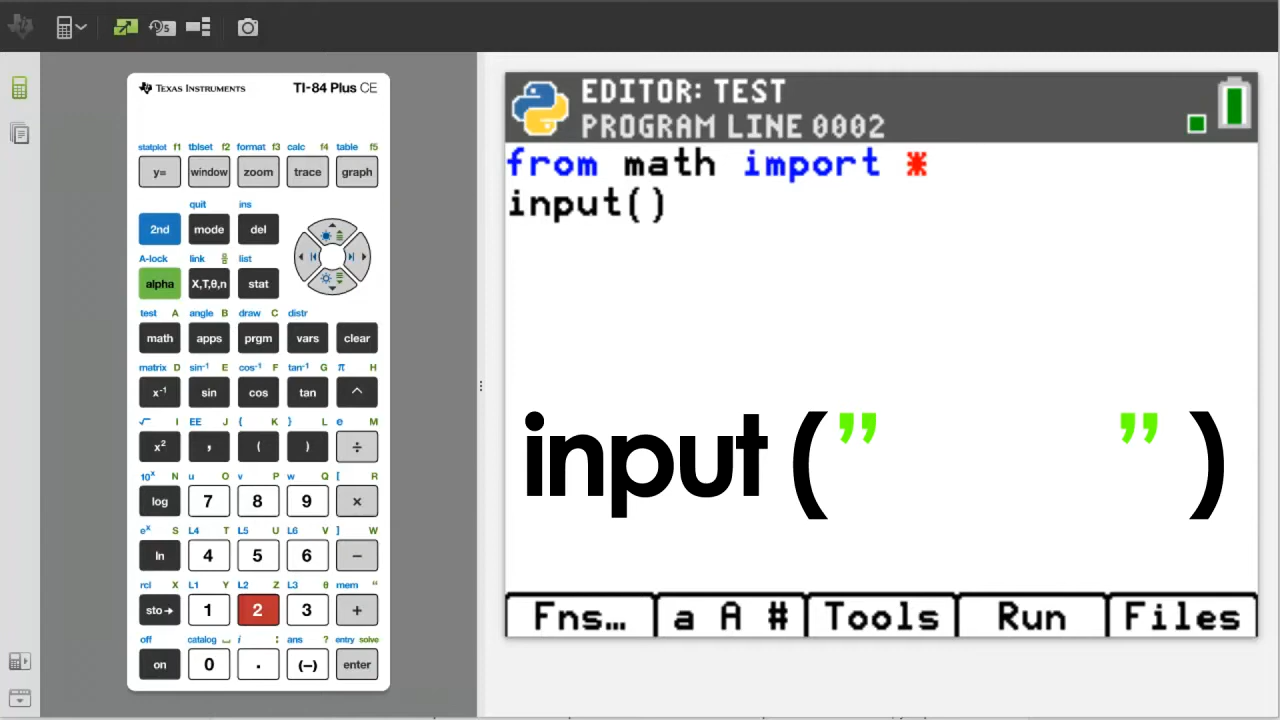 TEXAS INSTRUMENTS TI-84 Plus CE
statplot f1 tblset f2 format f3 calc f4 table f5
y= window zoom trace graph
quit ins
2nd mode del
A-lock link list
alpha X,T,θ,n stat
test A angle B draw C distr
math apps prgm vars clear
matrix D sin⁻¹ E cos⁻¹ F tan⁻¹ G π H
x⁻¹ sin cos tan ^
√ I EE J { K } L e M
x² , ( ) ÷
10ˣ N u O v P w Q [ R
log 7 8 9 ×
eˣ S L4 T L5 U L6 V ] W
ln 4 5 6 −
rcl X L1 Y L2 Z L3 θ mem “
sto→ 1 2 3 +
off catalog ⎵ i : ans ? entry solve
on 0 . (−) enter
EDITOR: TEST
PROGRAM LINE 0002
from math import *
input()
input (” ”)
Fns… a A # Tools Run Files